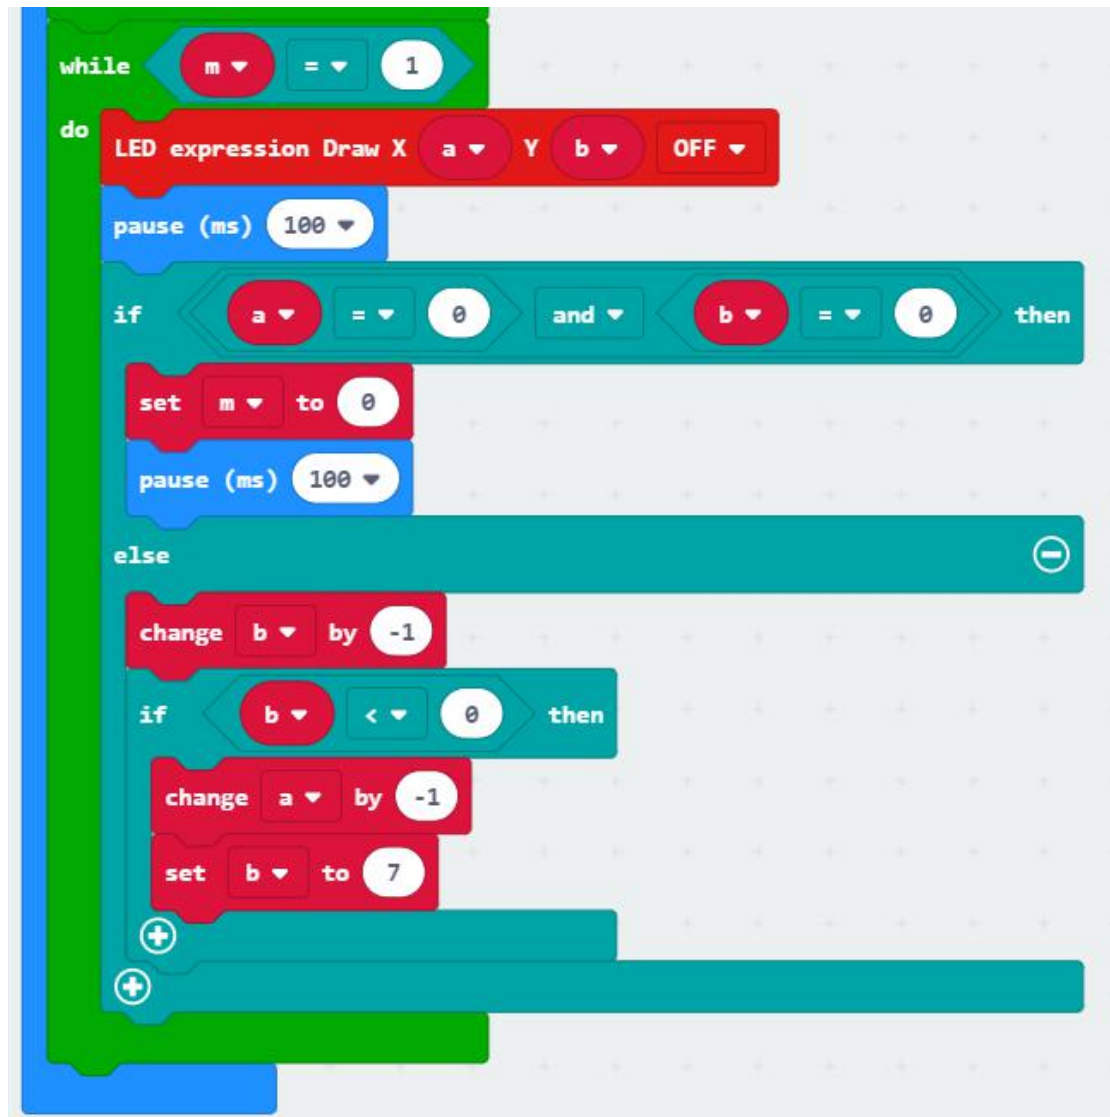 while m = 1
do
LED expression Draw X a Y b OFF
pause (ms) 100
if a = 0 and b = 0 then
set m to 0
pause (ms) 100
else
change b by -1
if b < 0 then
change a by -1
set b to 7